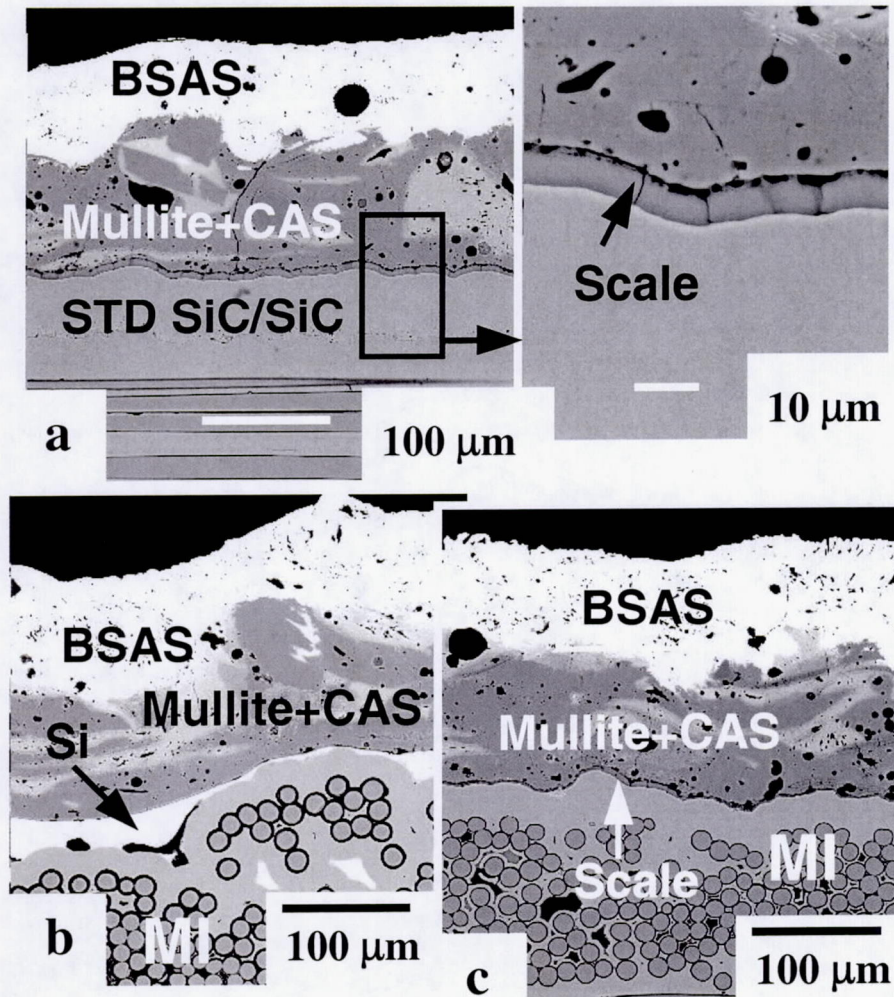 BSAS
Mullite+CAS
STD SiC/SiC
a
100 μm
Scale
10 μm
BSAS
Mullite+CAS
Si
MI
b
100 μm
BSAS
Mullite+CAS
MI
Scale
c
100 μm